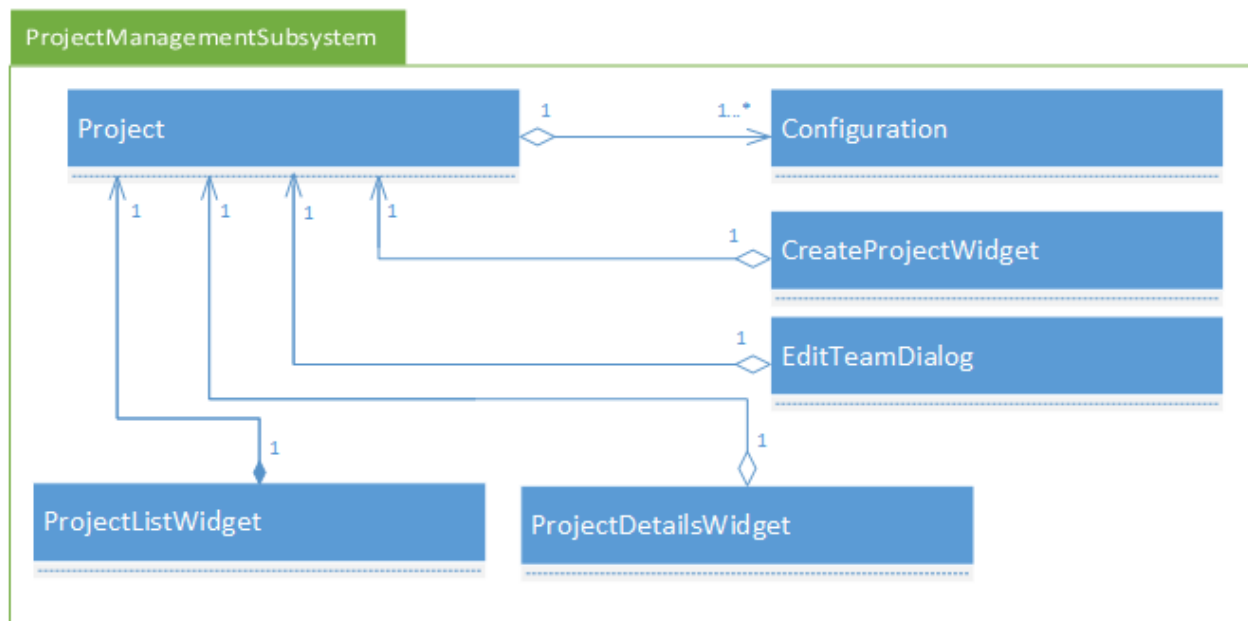 ProjectManagementSubsystem
Project
1
1...*
Configuration
1
1
1
1
1
CreateProjectWidget
1
EditTeamDialog
1
1
ProjectListWidget
ProjectDetailsWidget